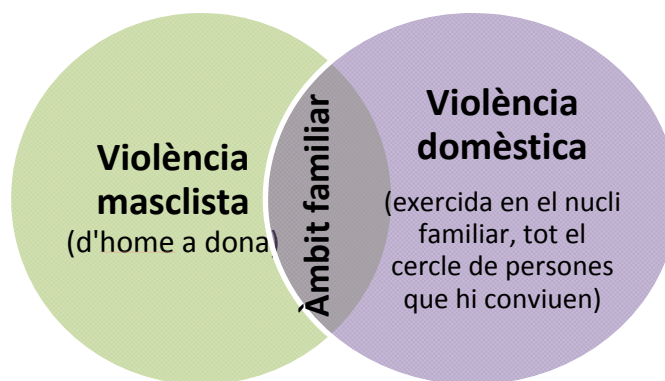 Violència
masclista
(d'home a dona)
Àmbit familiar
Violència
domèstica
(exercida en el nucli
familiar, tot el
cercle de persones
que hi conviuen)